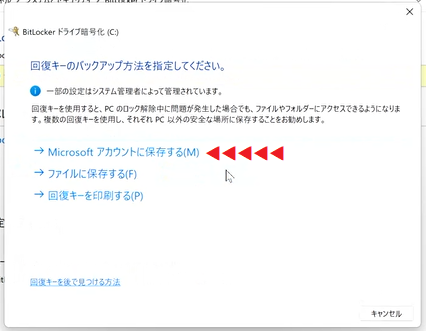 BitLocker ドライブ暗号化 (C:)
回復キーのバックアップ方法を指定してください。
一部の設定はシステム管理者によって管理されています。
回復キーを使用すると、PC のロック解除中に問題が発生した場合でも、ファイルやフォルダーにアクセスできるようになりま
す。複数の回復キーを使用し、それぞれ PC 以外の安全な場所に保存することをお勧めします。
→ Microsoft アカウントに保存する(M)
→ ファイルに保存する(F)
→ 回復キーを印刷する(P)
回復キーを後で見つける方法
キャンセル